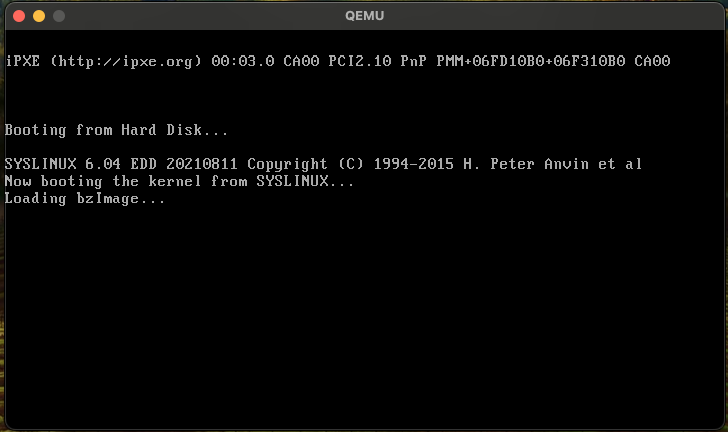 QEMU
iPXE (http://ipxe.org) 00:03.0 CA00 PCI2.10 PnP PMM+06FD10B0+06F310B0 CA00
Booting from Hard Disk...
SYSLINUX 6.04 EDD 20210811 Copyright (C) 1994-2015 H. Peter Anvin et al
Now booting the kernel from SYSLINUX...
Loading bzImage...